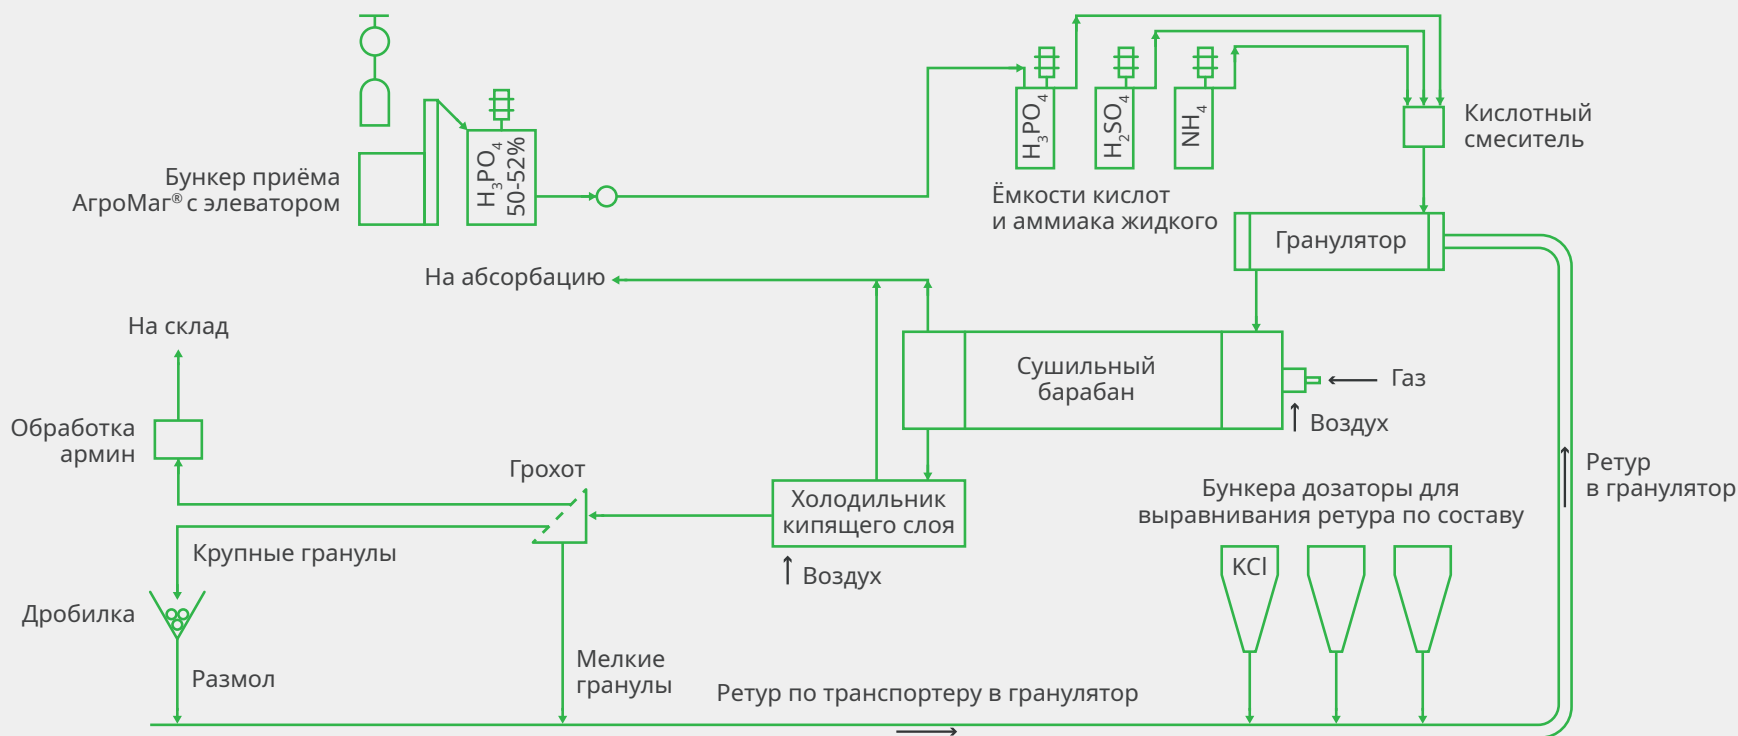 Бункер приёма
АгроМаг® с элеватором
H₃PO₄
50-52%
H₃PO₄
H₂SO₄
NH₄
Кислотный
смеситель
Ёмкости кислот
и аммиака жидкого
Гранулятор
На абсорбацию
На склад
Сушильный
барабан
Газ
Воздух
Обработка
армин
Грохот
Холодильник
кипящего слоя
Воздух
Ретур
в гранулятор
Бункера дозаторы для
выравнивания ретура по составу
KCl
Крупные гранулы
Дробилка
Размол
Мелкие
гранулы
Ретур по транспортеру в гранулятор